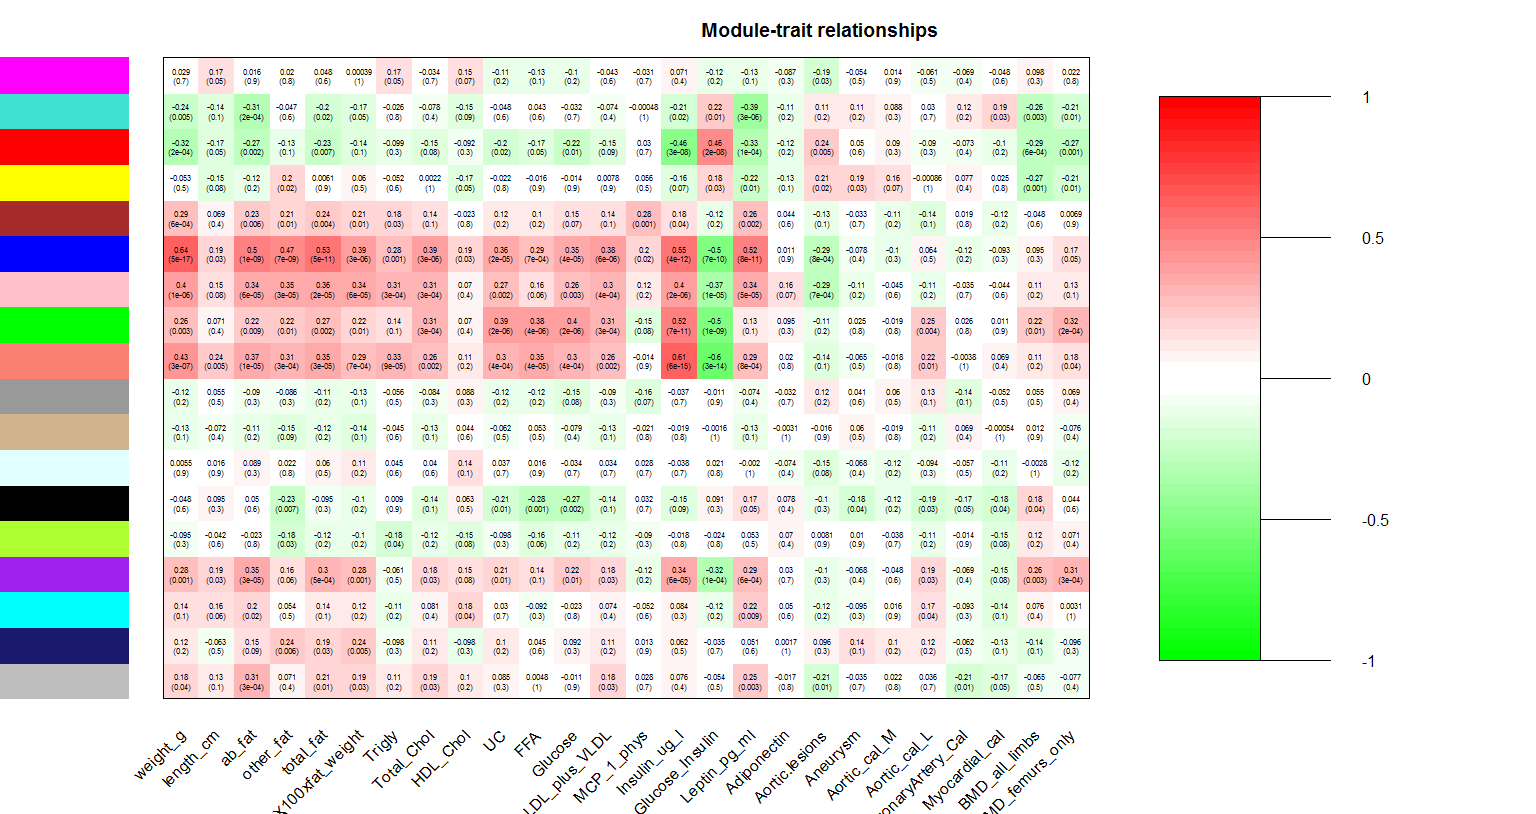 Module-trait relationships
0.029 0.17 0.016 0.02 0.048 0.00039 0.17 -0.034 0.15 -0.11 -0.13 -0.1 -0.043 -0.031 0.071 -0.12 -0.13 -0.087 -0.19 -0.054 0.014 -0.061 -0.069 -0.048 0.098 0.022
(0.7) (0.05) (0.9) (0.8) (0.6) (1) (0.05) (0.7) (0.07) (0.2) (0.1) (0.2) (0.6) (0.7) (0.4) (0.2) (0.1) (0.3) (0.03) (0.5) (0.9) (0.5) (0.4) (0.6) (0.3) (0.8)
-0.24 -0.14 -0.31 -0.047 -0.2 -0.17 -0.026 -0.078 -0.15 -0.048 0.043 -0.032 -0.074 -0.00048 -0.21 0.22 -0.39 -0.11 0.11 0.11 0.088 0.03 0.12 0.19 -0.26 -0.21
(0.005) (0.1) (2e-04) (0.6) (0.02) (0.05) (0.8) (0.4) (0.09) (0.6) (0.6) (0.7) (0.4) (1) (0.02) (0.01) (3e-06) (0.2) (0.2) (0.2) (0.3) (0.7) (0.2) (0.03) (0.003) (0.01)
-0.32 -0.17 -0.27 -0.13 -0.23 -0.14 -0.099 -0.15 -0.092 -0.2 -0.17 -0.22 -0.15 0.03 -0.46 0.46 -0.33 -0.12 0.24 0.05 0.09 -0.09 -0.073 -0.1 -0.29 -0.27
(2e-04) (0.05) (0.002) (0.1) (0.007) (0.1) (0.3) (0.08) (0.3) (0.02) (0.05) (0.01) (0.09) (0.7) (3e-08) (2e-08) (1e-04) (0.2) (0.005) (0.6) (0.3) (0.3) (0.4) (0.2) (6e-04) (0.001)
-0.053 -0.15 -0.12 0.2 0.0061 0.06 -0.052 0.0022 -0.17 -0.022 -0.016 -0.014 0.0078 0.056 -0.16 0.18 -0.22 -0.13 0.21 0.19 0.16 -0.00086 0.077 0.025 -0.27 -0.21
(0.5) (0.08) (0.2) (0.02) (0.9) (0.5) (0.6) (1) (0.05) (0.8) (0.9) (0.9) (0.9) (0.5) (0.07) (0.03) (0.01) (0.1) (0.02) (0.03) (0.07) (1) (0.4) (0.8) (0.001) (0.01)
0.29 0.069 0.23 0.21 0.24 0.21 0.18 0.14 -0.023 0.12 0.1 0.15 0.14 0.28 0.18 -0.12 0.26 0.044 -0.13 -0.033 -0.11 -0.14 0.019 -0.12 -0.048 0.0069
(6e-04) (0.4) (0.006) (0.01) (0.004) (0.01) (0.03) (0.1) (0.8) (0.2) (0.2) (0.07) (0.1) (0.001) (0.04) (0.2) (0.002) (0.6) (0.1) (0.7) (0.2) (0.1) (0.8) (0.2) (0.6) (0.9)
0.64 0.19 0.5 0.47 0.53 0.39 0.28 0.39 0.19 0.36 0.29 0.35 0.38 0.2 0.55 -0.5 0.52 0.011 -0.29 -0.078 -0.1 0.064 -0.12 -0.093 0.095 0.17
(5e-17) (0.03) (1e-09) (7e-09) (5e-11) (3e-06) (0.001) (3e-06) (0.03) (2e-05) (7e-04) (4e-05) (6e-06) (0.02) (4e-12) (7e-10) (8e-11) (0.9) (8e-04) (0.4) (0.3) (0.5) (0.2) (0.3) (0.3) (0.05)
0.4 0.15 0.34 0.35 0.36 0.34 0.31 0.31 0.07 0.27 0.16 0.26 0.3 0.12 0.4 -0.37 0.34 0.16 -0.29 -0.11 -0.045 -0.11 -0.035 -0.044 0.11 0.13
(1e-06) (0.08) (6e-05) (3e-05) (2e-05) (6e-05) (3e-04) (3e-04) (0.4) (0.002) (0.06) (0.003) (4e-04) (0.2) (2e-06) (1e-05) (5e-05) (0.07) (7e-04) (0.2) (0.6) (0.2) (0.7) (0.6) (0.2) (0.1)
0.26 0.071 0.22 0.22 0.27 0.22 0.14 0.31 0.07 0.39 0.38 0.4 0.31 -0.15 0.52 -0.5 0.13 0.095 -0.11 0.025 -0.019 0.25 0.026 0.011 0.22 0.32
(0.003) (0.4) (0.009) (0.01) (0.002) (0.01) (0.1) (3e-04) (0.4) (2e-06) (4e-06) (2e-06) (3e-04) (0.08) (7e-11) (1e-09) (0.1) (0.3) (0.2) (0.8) (0.8) (0.004) (0.8) (0.9) (0.01) (2e-04)
0.43 0.24 0.37 0.31 0.35 0.29 0.33 0.26 0.11 0.3 0.35 0.3 0.26 -0.014 0.61 -0.6 0.29 0.02 -0.14 -0.065 -0.018 0.22 -0.0038 0.069 0.11 0.18
(3e-07) (0.005) (1e-05) (3e-04) (3e-05) (7e-04) (9e-05) (0.002) (0.2) (4e-04) (4e-05) (4e-04) (0.002) (0.9) (6e-15) (3e-14) (8e-04) (0.8) (0.1) (0.5) (0.8) (0.01) (1) (0.4) (0.2) (0.04)
-0.12 0.055 -0.09 -0.086 -0.11 -0.13 -0.056 -0.084 0.088 -0.12 -0.12 -0.15 -0.09 -0.16 -0.037 -0.011 -0.074 -0.032 0.12 0.041 0.06 0.13 -0.14 -0.052 0.055 0.069
(0.2) (0.5) (0.3) (0.3) (0.2) (0.1) (0.5) (0.3) (0.3) (0.2) (0.2) (0.08) (0.3) (0.07) (0.7) (0.9) (0.4) (0.7) (0.2) (0.6) (0.5) (0.1) (0.1) (0.5) (0.5) (0.4)
-0.13 -0.072 -0.11 -0.15 -0.12 -0.14 -0.045 -0.13 0.044 -0.062 0.053 -0.079 -0.13 -0.021 -0.019 -0.0016 -0.13 -0.0031 -0.016 0.06 -0.019 -0.11 0.069 -0.00054 0.012 -0.076
(0.1) (0.4) (0.2) (0.09) (0.2) (0.1) (0.6) (0.1) (0.6) (0.5) (0.5) (0.4) (0.1) (0.8) (0.8) (1) (0.1) (1) (0.9) (0.5) (0.8) (0.2) (0.4) (1) (0.9) (0.4)
0.0055 0.016 0.089 0.022 0.06 0.11 0.045 0.04 0.14 0.037 0.016 -0.034 0.034 0.028 -0.038 0.021 -0.002 -0.074 -0.15 -0.068 -0.12 -0.094 -0.057 -0.11 -0.0028 -0.12
(0.9) (0.9) (0.3) (0.8) (0.5) (0.2) (0.6) (0.6) (0.1) (0.7) (0.9) (0.7) (0.7) (0.7) (0.7) (0.8) (1) (0.4) (0.08) (0.4) (0.2) (0.3) (0.5) (0.2) (1) (0.2)
-0.048 0.095 0.05 -0.23 -0.095 -0.1 0.009 -0.14 0.063 -0.21 -0.28 -0.27 -0.14 0.032 -0.15 0.091 0.17 0.078 -0.1 -0.18 -0.12 -0.19 -0.17 -0.18 0.18 0.044
(0.6) (0.3) (0.6) (0.007) (0.3) (0.2) (0.9) (0.1) (0.5) (0.01) (0.001) (0.002) (0.1) (0.7) (0.09) (0.3) (0.05) (0.4) (0.3) (0.04) (0.2) (0.03) (0.05) (0.04) (0.04) (0.6)
-0.095 -0.042 -0.023 -0.18 -0.12 -0.1 -0.18 -0.12 -0.15 -0.098 -0.16 -0.11 -0.12 -0.09 -0.018 -0.024 0.053 0.07 0.0081 0.01 -0.038 -0.11 -0.014 -0.15 0.12 0.071
(0.3) (0.6) (0.8) (0.03) (0.2) (0.2) (0.04) (0.2) (0.08) (0.3) (0.06) (0.2) (0.2) (0.3) (0.8) (0.8) (0.5) (0.4) (0.9) (0.9) (0.7) (0.2) (0.9) (0.08) (0.2) (0.4)
0.28 0.19 0.35 0.16 0.3 0.28 -0.061 0.18 0.15 0.21 0.14 0.22 0.18 -0.12 0.34 -0.32 0.29 0.03 -0.1 -0.068 -0.048 0.19 -0.069 -0.15 0.26 0.31
(0.001) (0.03) (3e-05) (0.06) (5e-04) (0.001) (0.5) (0.03) (0.08) (0.01) (0.1) (0.01) (0.03) (0.2) (6e-05) (1e-04) (6e-04) (0.7) (0.3) (0.4) (0.6) (0.03) (0.4) (0.08) (0.003) (3e-04)
0.14 0.16 0.2 0.054 0.14 0.12 -0.11 0.081 0.18 0.03 -0.092 -0.023 0.074 -0.052 0.084 -0.12 0.22 0.05 -0.12 -0.095 0.016 0.17 -0.093 -0.14 0.076 0.0031
(0.1) (0.06) (0.02) (0.5) (0.1) (0.2) (0.2) (0.4) (0.04) (0.7) (0.3) (0.8) (0.4) (0.6) (0.3) (0.2) (0.009) (0.6) (0.2) (0.3) (0.9) (0.04) (0.3) (0.1) (0.4) (1)
0.12 -0.063 0.15 0.24 0.19 0.24 -0.098 0.11 -0.098 0.1 0.045 0.092 0.11 0.013 0.062 -0.035 0.051 0.0017 0.096 0.14 0.1 0.12 -0.062 -0.13 -0.14 -0.096
(0.2) (0.5) (0.09) (0.006) (0.03) (0.005) (0.3) (0.2) (0.3) (0.2) (0.6) (0.3) (0.2) (0.9) (0.5) (0.7) (0.6) (1) (0.3) (0.1) (0.2) (0.2) (0.5) (0.1) (0.1) (0.3)
0.18 0.13 0.31 0.071 0.21 0.19 0.11 0.19 0.1 0.085 0.0048 -0.011 0.18 0.028 0.076 -0.054 0.25 -0.017 -0.21 -0.035 0.022 0.036 -0.21 -0.17 -0.065 -0.077
(0.04) (0.1) (3e-04) (0.4) (0.01) (0.03) (0.2) (0.03) (0.2) (0.3) (1) (0.9) (0.03) (0.7) (0.4) (0.5) (0.003) (0.8) (0.01) (0.7) (0.8) (0.7) (0.01) (0.05) (0.5) (0.4)
weight_g
length_cm
ab_fat
other_fat
total_fat
X100xfat_weight
Trigly
Total_Chol
HDL_Chol
UC
FFA
Glucose
LDL_plus_VLDL
MCP_1_phys
Insulin_ug_l
Glucose_Insulin
Leptin_pg_ml
Adiponectin
Aortic.lesions
Aneurysm
Aortic_cal_M
Aortic_cal_L
onaryArtery_Cal
Myocardial_cal
BMD_all_limbs
MD_femurs_only
1
0.5
0
-0.5
-1